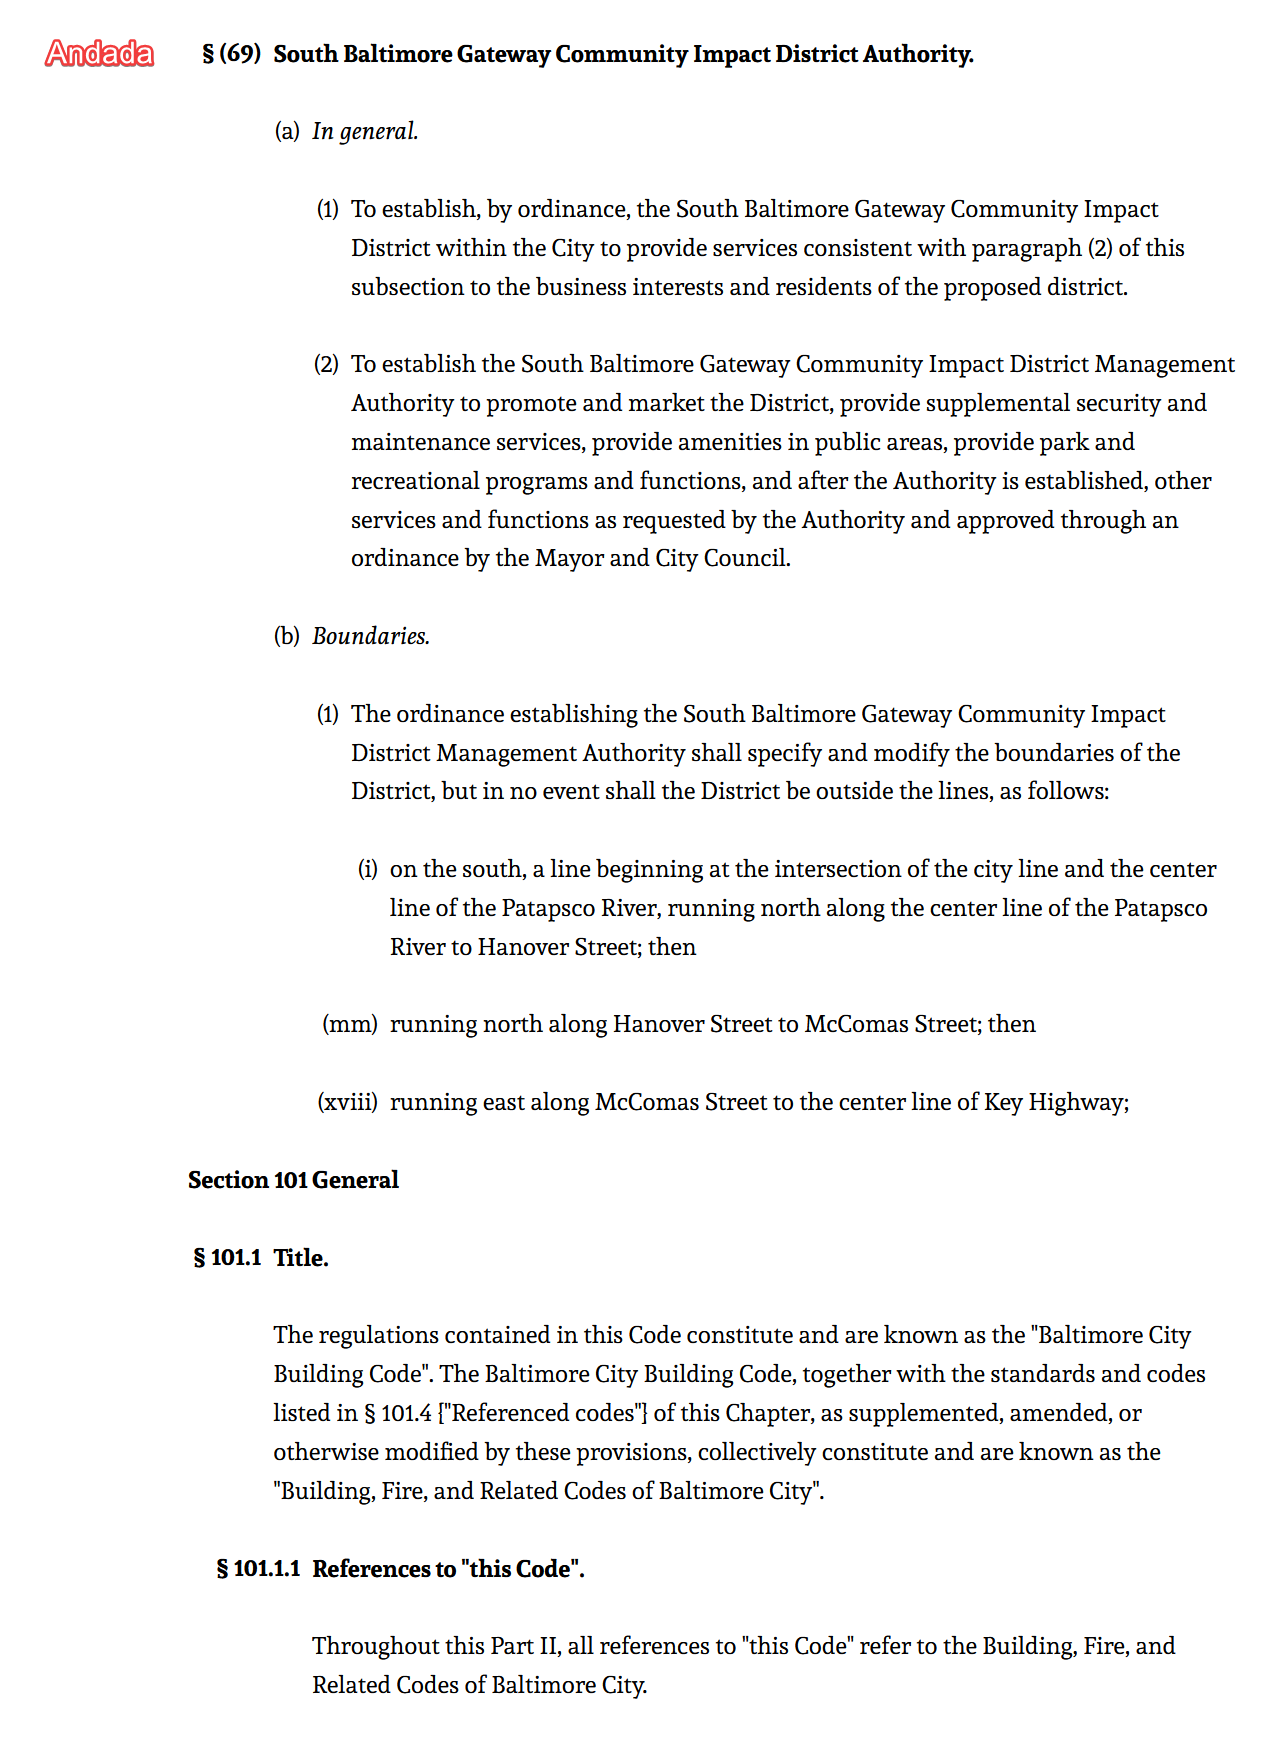 Andada
§ (69) South Baltimore Gateway Community Impact District Authority.
(a) In general.
(1) To establish, by ordinance, the South Baltimore Gateway Community Impact
District within the City to provide services consistent with paragraph (2) of this
subsection to the business interests and residents of the proposed district.
(2) To establish the South Baltimore Gateway Community Impact District Management
Authority to promote and market the District, provide supplemental security and
maintenance services, provide amenities in public areas, provide park and
recreational programs and functions, and after the Authority is established, other
services and functions as requested by the Authority and approved through an
ordinance by the Mayor and City Council.
(b) Boundaries.
(1) The ordinance establishing the South Baltimore Gateway Community Impact
District Management Authority shall specify and modify the boundaries of the
District, but in no event shall the District be outside the lines, as follows:
(i) on the south, a line beginning at the intersection of the city line and the center
line of the Patapsco River, running north along the center line of the Patapsco
River to Hanover Street; then
(mm) running north along Hanover Street to McComas Street; then
(xviii) running east along McComas Street to the center line of Key Highway;
Section 101 General
§ 101.1 Title.
The regulations contained in this Code constitute and are known as the "Baltimore City
Building Code". The Baltimore City Building Code, together with the standards and codes
listed in § 101.4 {"Referenced codes"} of this Chapter, as supplemented, amended, or
otherwise modified by these provisions, collectively constitute and are known as the
"Building, Fire, and Related Codes of Baltimore City".
§ 101.1.1 References to "this Code".
Throughout this Part II, all references to "this Code" refer to the Building, Fire, and
Related Codes of Baltimore City.